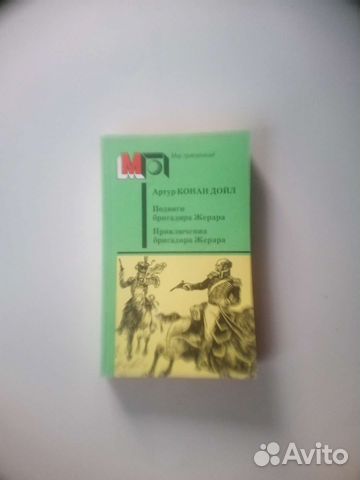 Мир приключений
МП
Артур КОНАН ДОЙЛ
Подвиги
бригадира Жерара
Приключения
бригадира Жерара
Avito